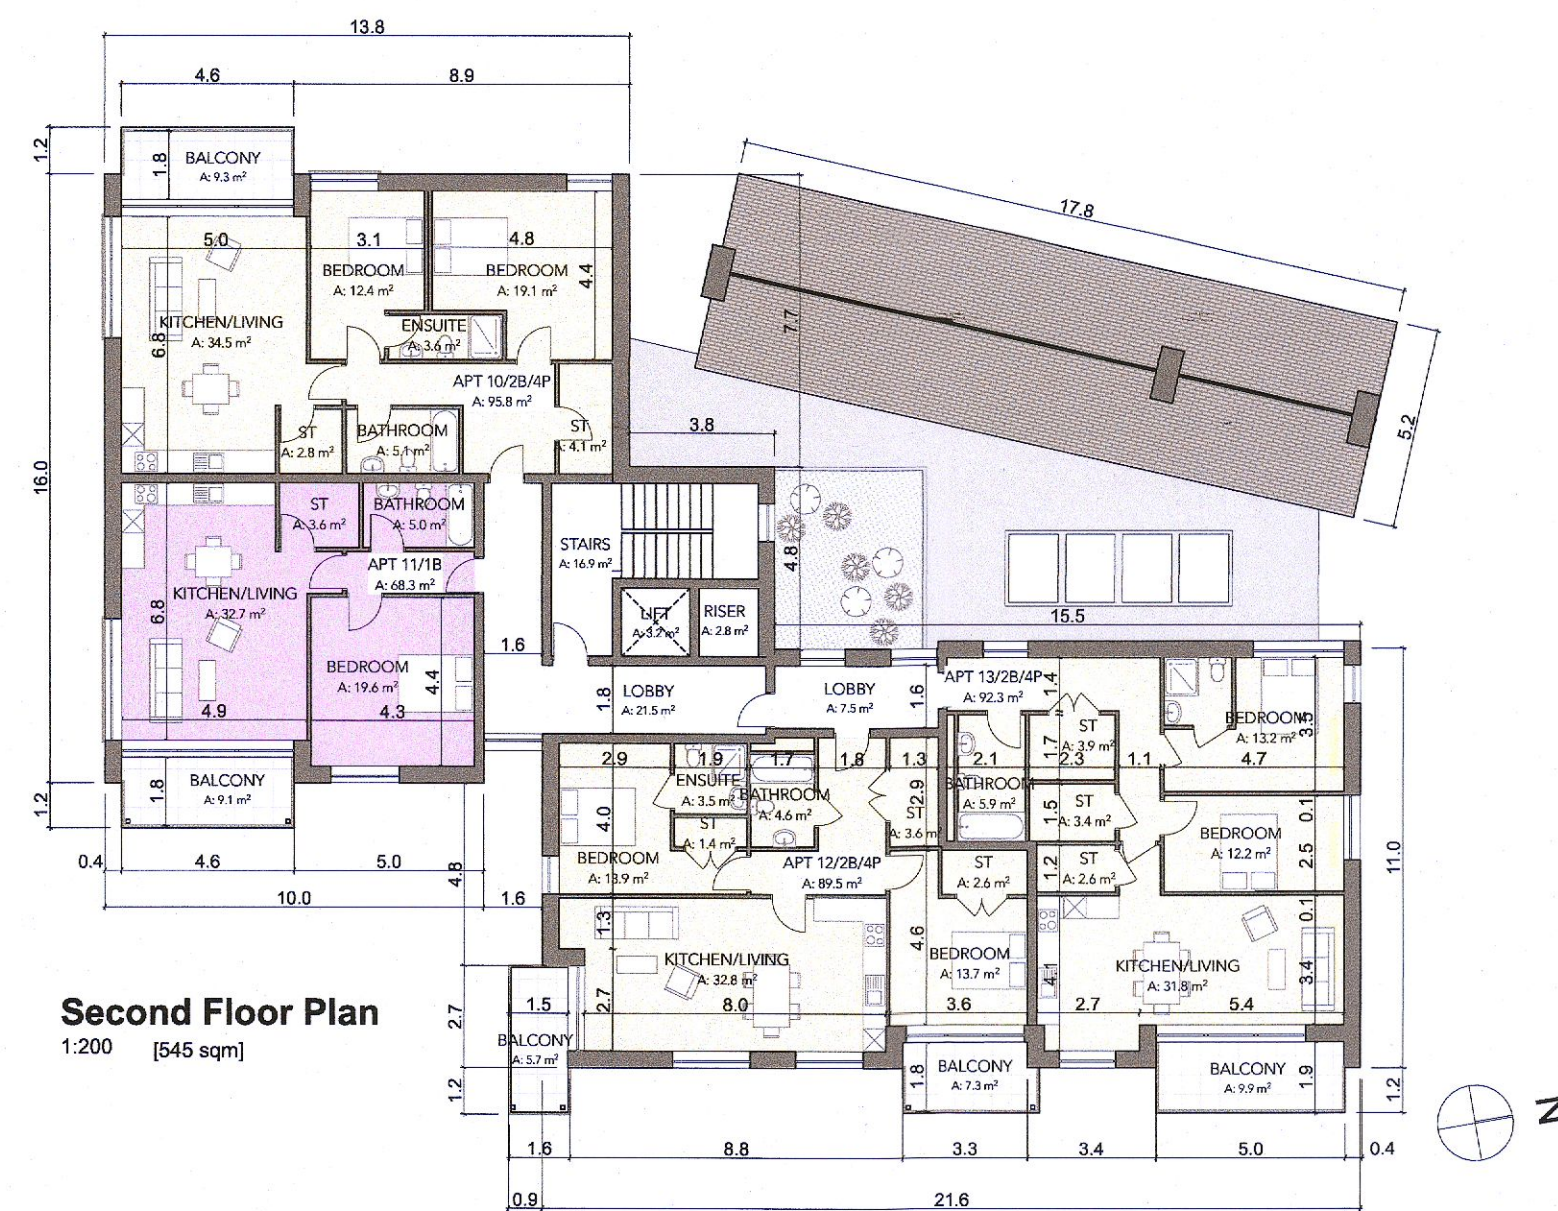 13.8
4.6
8.9
1.2
1.8
BALCONY
A: 9.3 m²
17.8
5.0
3.1
4.8
BEDROOM
A: 12.4 m²
BEDROOM
A: 19.1 m²
4.4
7.7
KITCHEN/LIVING
A: 34.5 m²
6.8
ENSUITE
A: 3.6 m²
APT 10/2B/4P
A: 95.8 m²
5.2
3.8
ST
A: 2.8 m²
BATHROOM
A: 5.1 m²
ST
A: 4.1 m²
16.0
ST
A: 3.6 m²
BATHROOM
A: 5.0 m²
STAIRS
A: 16.9 m²
4.8
APT 11/1B
A: 68.3 m²
KITCHEN/LIVING
A: 32.7 m²
6.8
LIFT
A: 3.2 m²
RISER
A: 2.8 m²
15.5
1.6
BEDROOM
A: 19.6 m²
4.4
4.9
4.3
1.8
LOBBY
A: 21.5 m²
LOBBY
A: 7.5 m²
1.6
APT 13/2B/4P
A: 92.3 m²
1.4
BEDROOM
A: 13.2 m²
3.5
ST
A: 3.9 m²
1.7
2.9
1.9
1.7
1.8
1.3
2.1
2.3
1.1
4.7
1.2
1.8
BALCONY
A: 9.1 m²
ENSUITE
A: 3.5 m²
BATHROOM
A: 4.6 m²
2.9
BATHROOM
A: 5.9 m²
4.0
ST
A: 3.6 m
1.5
ST
A: 3.4 m²
0.1
BEDROOM
A: 12.2 m²
ST
A: 1.4 m²
2.5
11.0
0.4
4.6
5.0
4.8
BEDROOM
A: 13.9 m²
APT 12/2B/4P
A: 89.5 m²
ST
A: 2.6 m²
1.2
ST
A: 2.6 m²
10.0
1.6
1.3
0.1
4.6
KITCHEN/LIVING
A: 32.8 m²
BEDROOM
A: 13.7 m²
4.1
KITCHEN/LIVING
A: 31.8 m²
3.4
Second Floor Plan
1:200 [545 sqm]
2.7
1.5
2.7
8.0
3.6
2.7
5.4
BALCONY
A: 5.7 m²
1.2
1.8
BALCONY
A: 7.3 m²
BALCONY
A: 9.9 m²
1.9
1.2
N
1.6
8.8
3.3
3.4
5.0
0.4
0.9
21.6